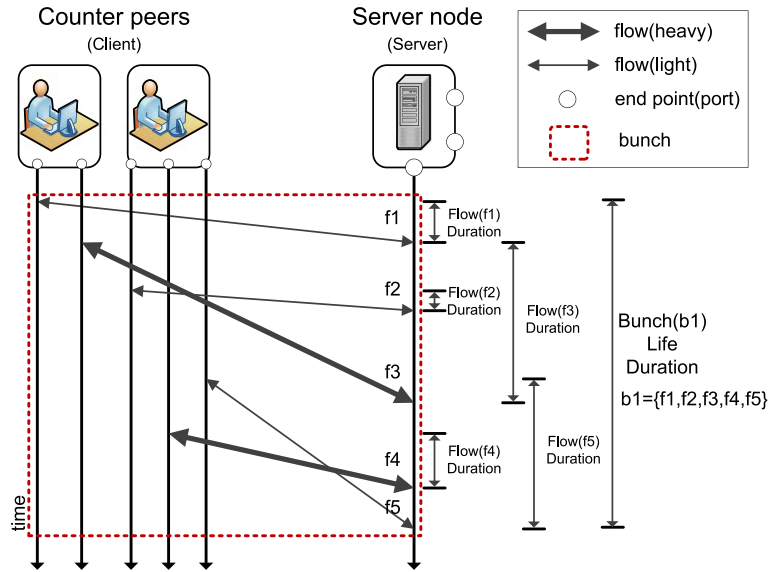 Counter peers
(Client)
Server node
(Server)
flow(heavy)
flow(light)
end point(port)
bunch
f1
Flow(f1)
Duration
f2
Flow(f2)
Duration
Flow(f3)
Duration
Bunch(b1)
Life
Duration
b1={f1,f2,f3,f4,f5}
f3
f4
Flow(f4)
Duration
Flow(f5)
Duration
f5
time